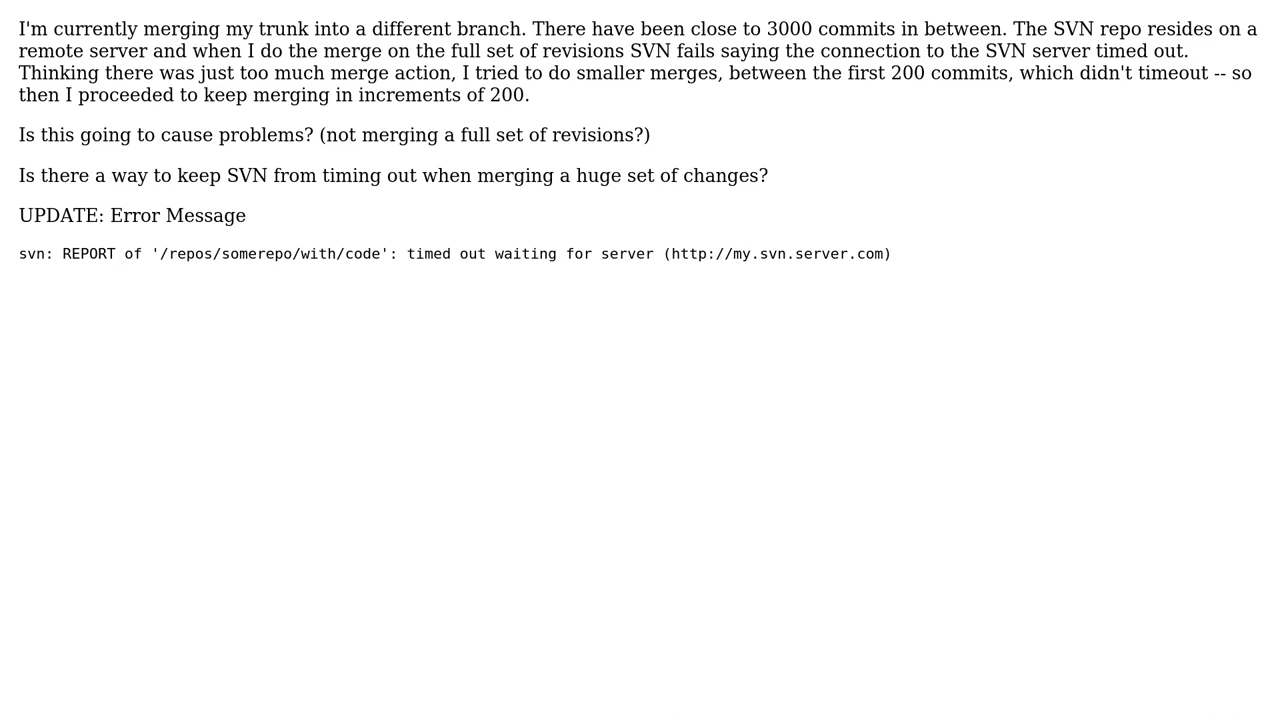 I'm currently merging my trunk into a different branch. There have been close to 3000 commits in between. The SVN repo resides on a
remote server and when I do the merge on the full set of revisions SVN fails saying the connection to the SVN server timed out.
Thinking there was just too much merge action, I tried to do smaller merges, between the first 200 commits, which didn't timeout -- so
then I proceeded to keep merging in increments of 200.
Is this going to cause problems? (not merging a full set of revisions?)
Is there a way to keep SVN from timing out when merging a huge set of changes?
UPDATE: Error Message
svn: REPORT of '/repos/somerepo/with/code': timed out waiting for server (http://my.svn.server.com)